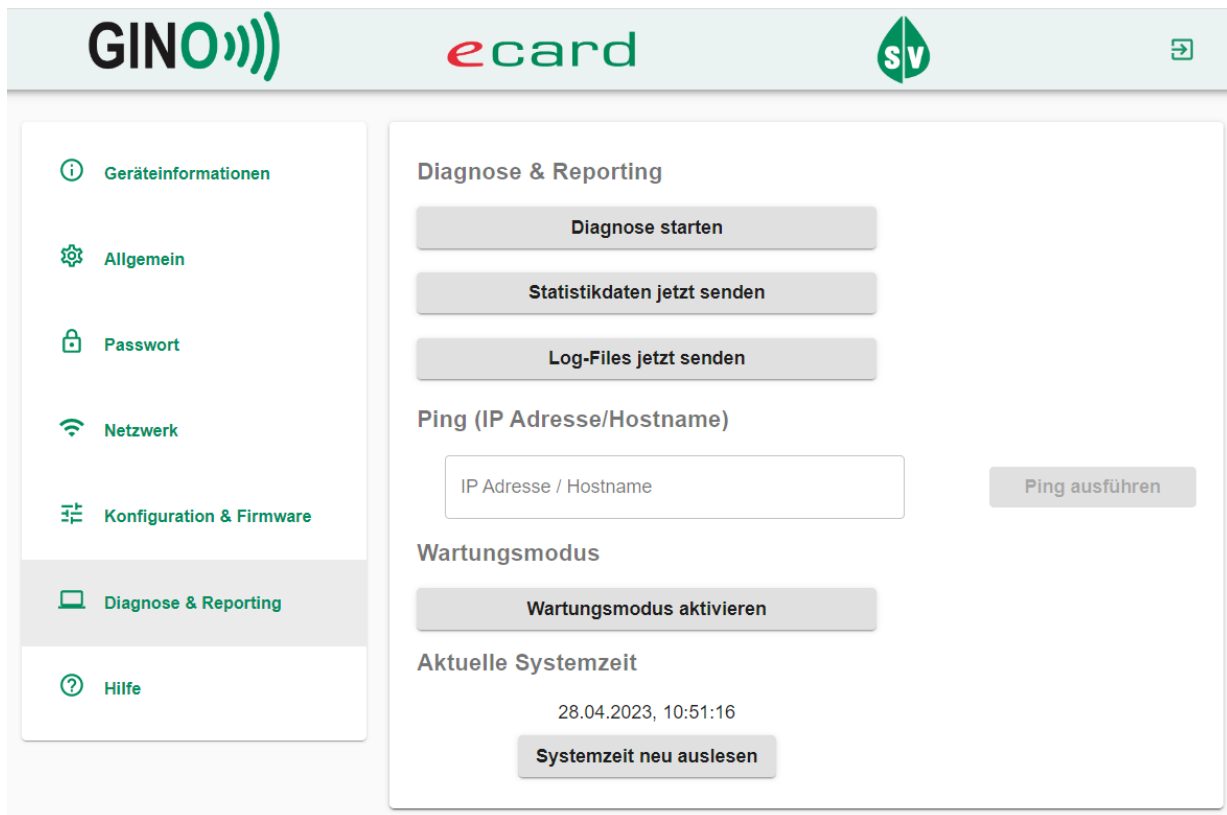 GINO
ecard
SV
Geräteinformationen
Allgemein
Passwort
Netzwerk
Konfiguration & Firmware
Diagnose & Reporting
Hilfe
Diagnose & Reporting
Diagnose starten
Statistikdaten jetzt senden
Log-Files jetzt senden
Ping (IP Adresse/Hostname)
IP Adresse / Hostname
Ping ausführen
Wartungsmodus
Wartungsmodus aktivieren
Aktuelle Systemzeit
28.04.2023, 10:51:16
Systemzeit neu auslesen